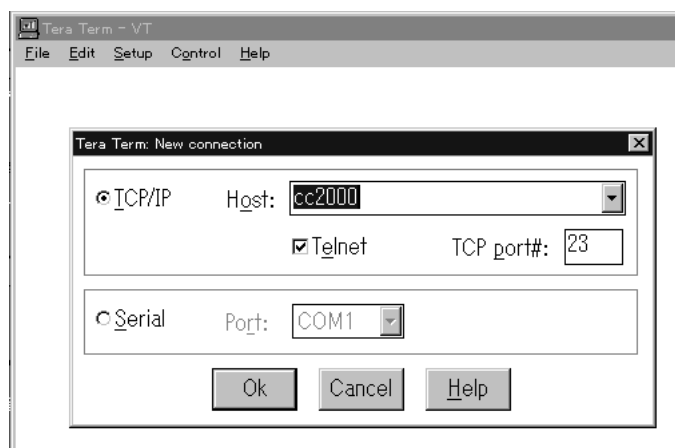 Tera Term - VT
File Edit Setup Control Help
Tera Term: New connection
TCP/IP Host: cc2000
Telnet TCP port#: 23
Serial Port: COM1
Ok Cancel Help